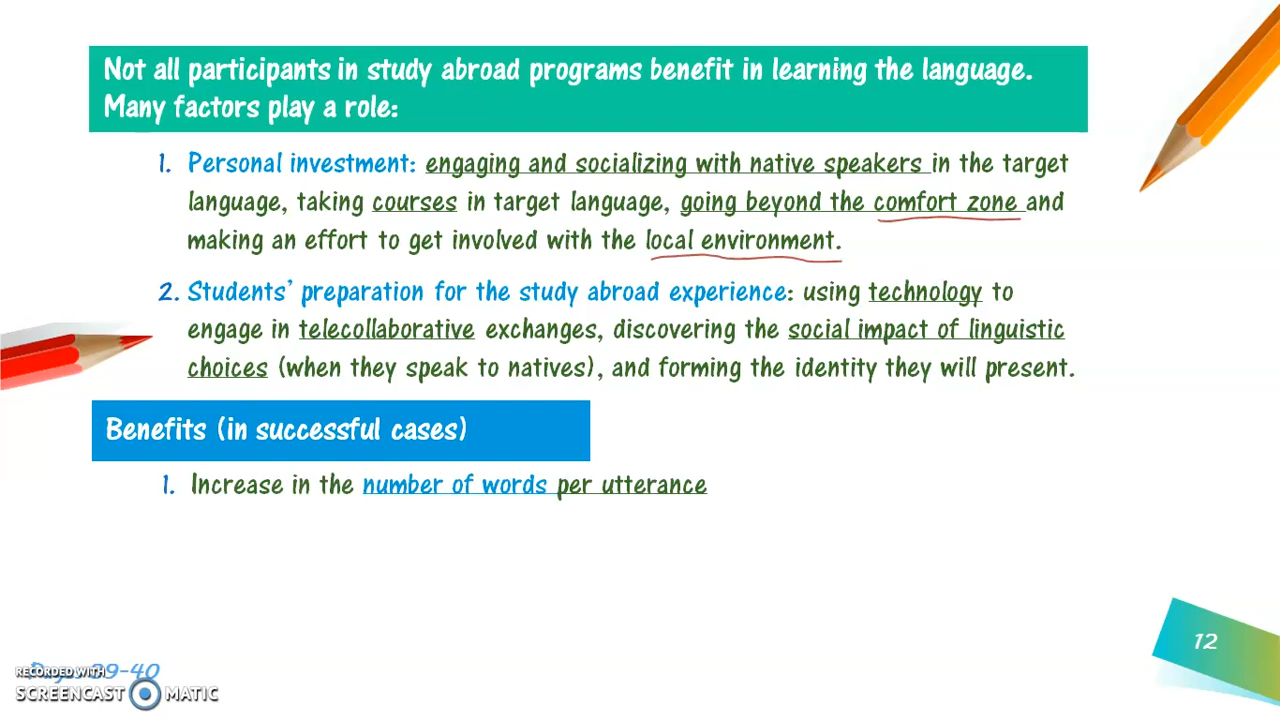 Not all participants in study abroad programs benefit in learning the language.
Many factors play a role:
1. Personal investment: engaging and socializing with native speakers in the target
language, taking courses in target language, going beyond the comfort zone and
making an effort to get involved with the local environment.
2. Students' preparation for the study abroad experience: using technology to
engage in telecollaborative exchanges, discovering the social impact of linguistic
choices (when they speak to natives), and forming the identity they will present.
Benefits (in successful cases)
1. Increase in the number of words per utterance
12
39-40
RECORDED WITH
SCREENCAST MATIC